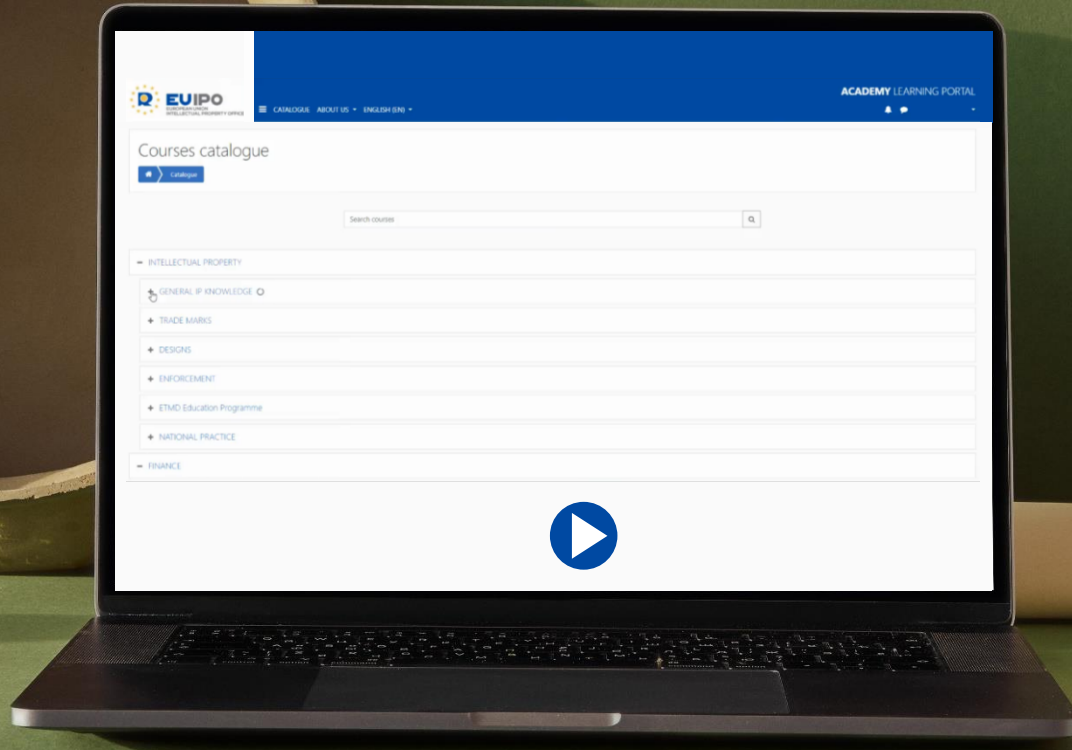 EUIPO
EUROPEAN UNION
INTELLECTUAL PROPERTY OFFICE
CATALOGUE ABOUT US ENGLISH (EN)
ACADEMY LEARNING PORTAL
Courses catalogue
Catalogue
Search courses
INTELLECTUAL PROPERTY
GENERAL IP KNOWLEDGE
TRADE MARKS
DESIGNS
ENFORCEMENT
ETMD Education Programme
NATIONAL PRACTICE
FINANCE